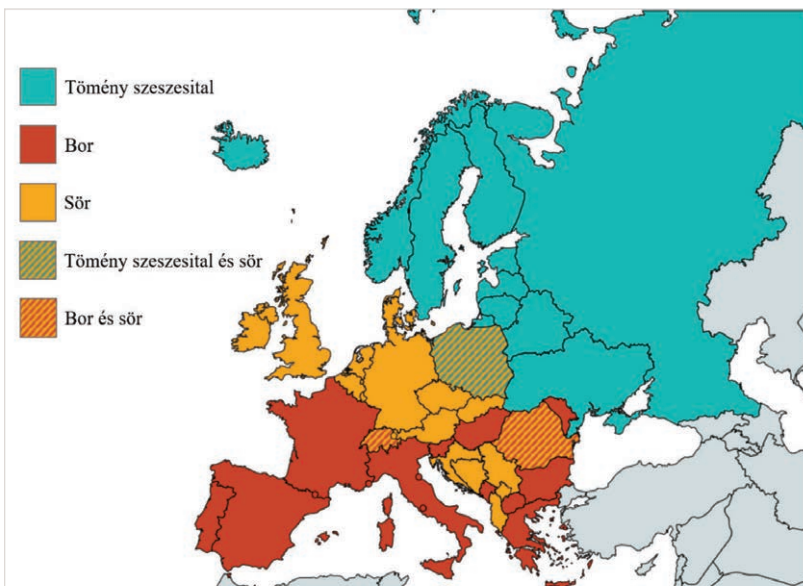 Tömény szeszesital
Bor
Sör
Tömény szeszesital és sör
Bor és sör